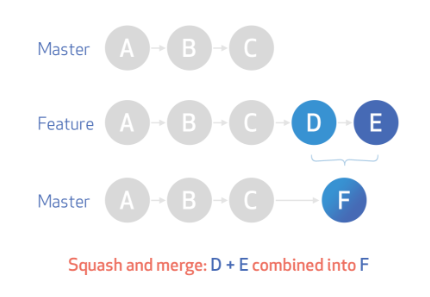 Master A B C
Feature A B C D E
Master A B C F
Squash and merge: D + E combined into F